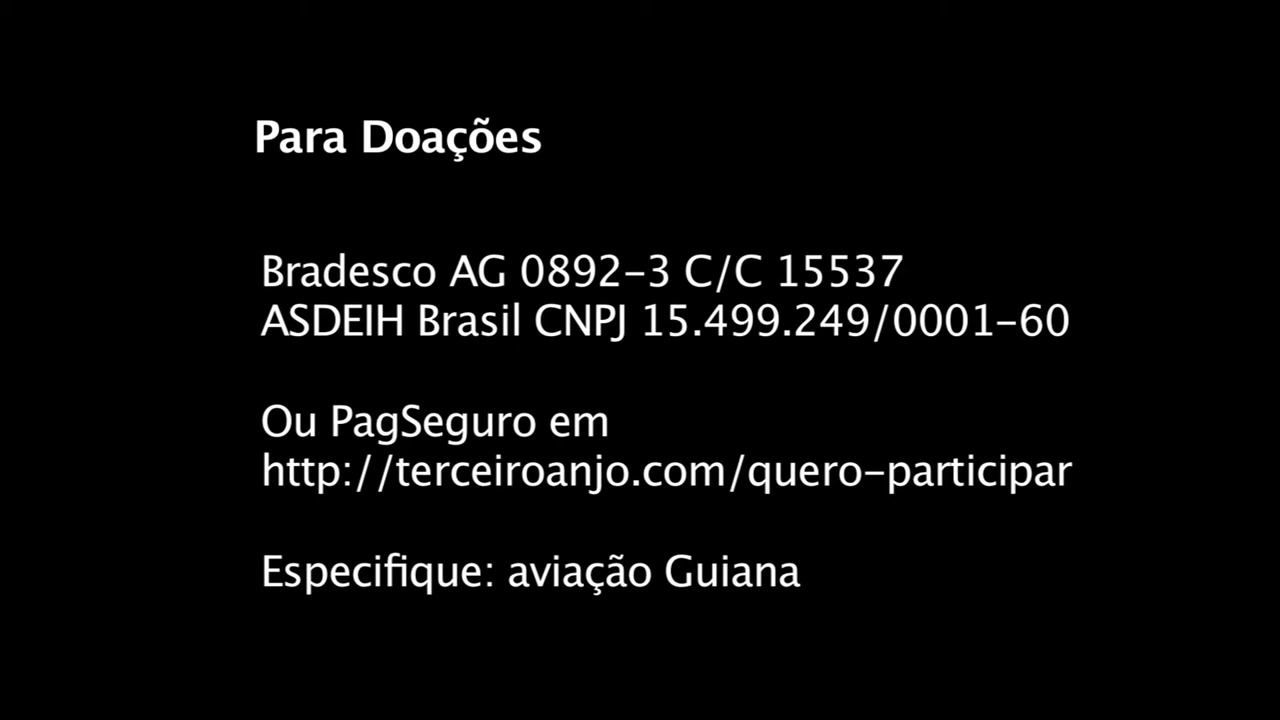 Para Doações
Bradesco AG 0892-3 C/C 15537
ASDEIH Brasil CNPJ 15.499.249/0001-60
Ou PagSeguro em
http://terceiroanjo.com/quero-participar
Especifique: aviação Guiana